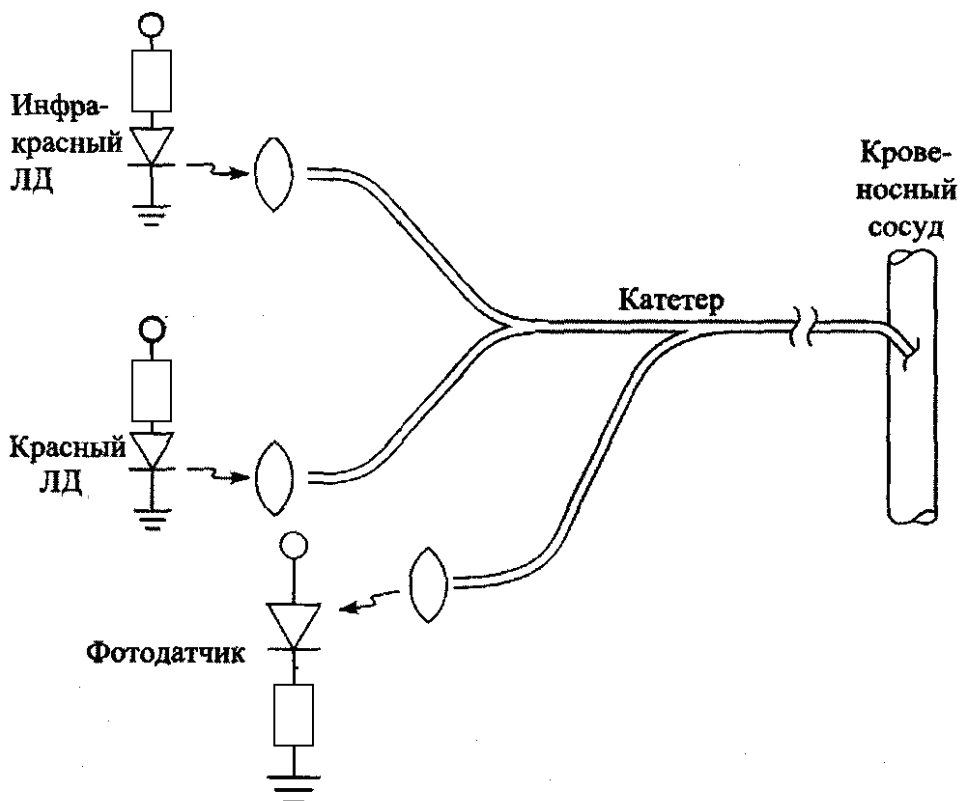 Инфра-
красный
ЛД
Крове-
носный
сосуд
Катетер
Красный
ЛД
Фотодатчик